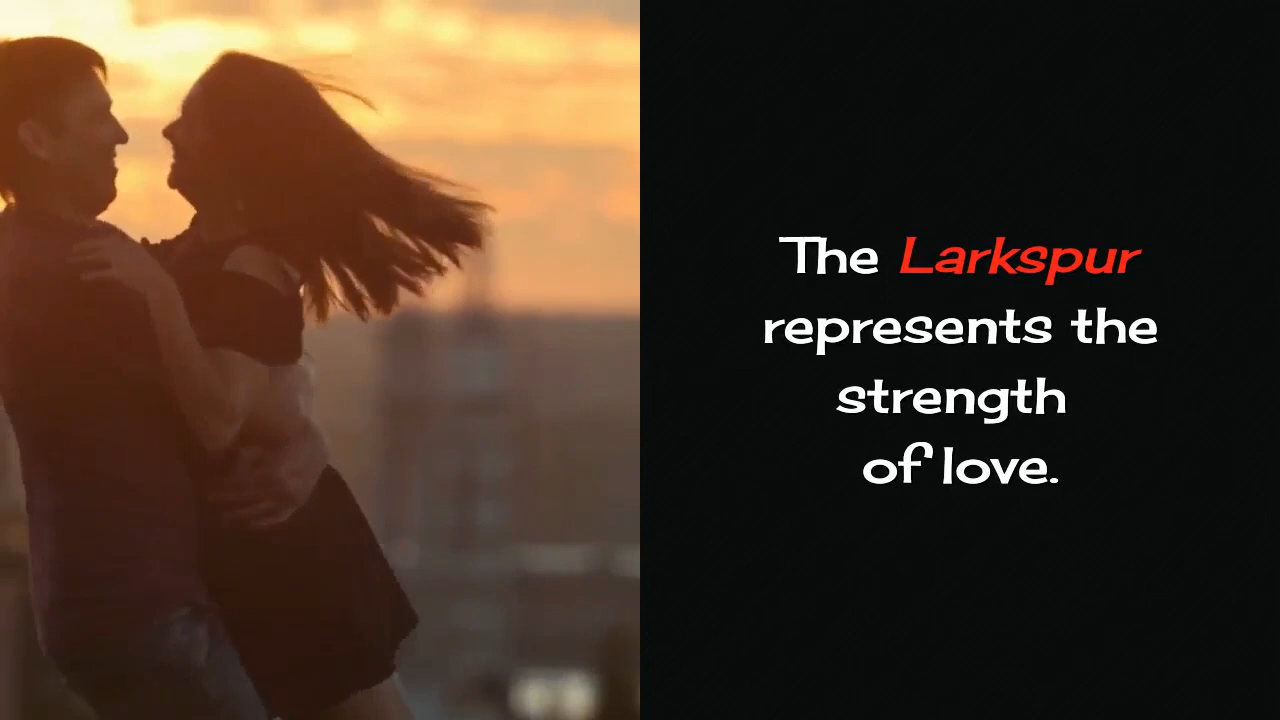 The Larkspur
represents the
strength
of love.